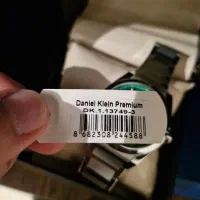 Daniel Klein Premium
DK.1.13749-3
8 682308 244588